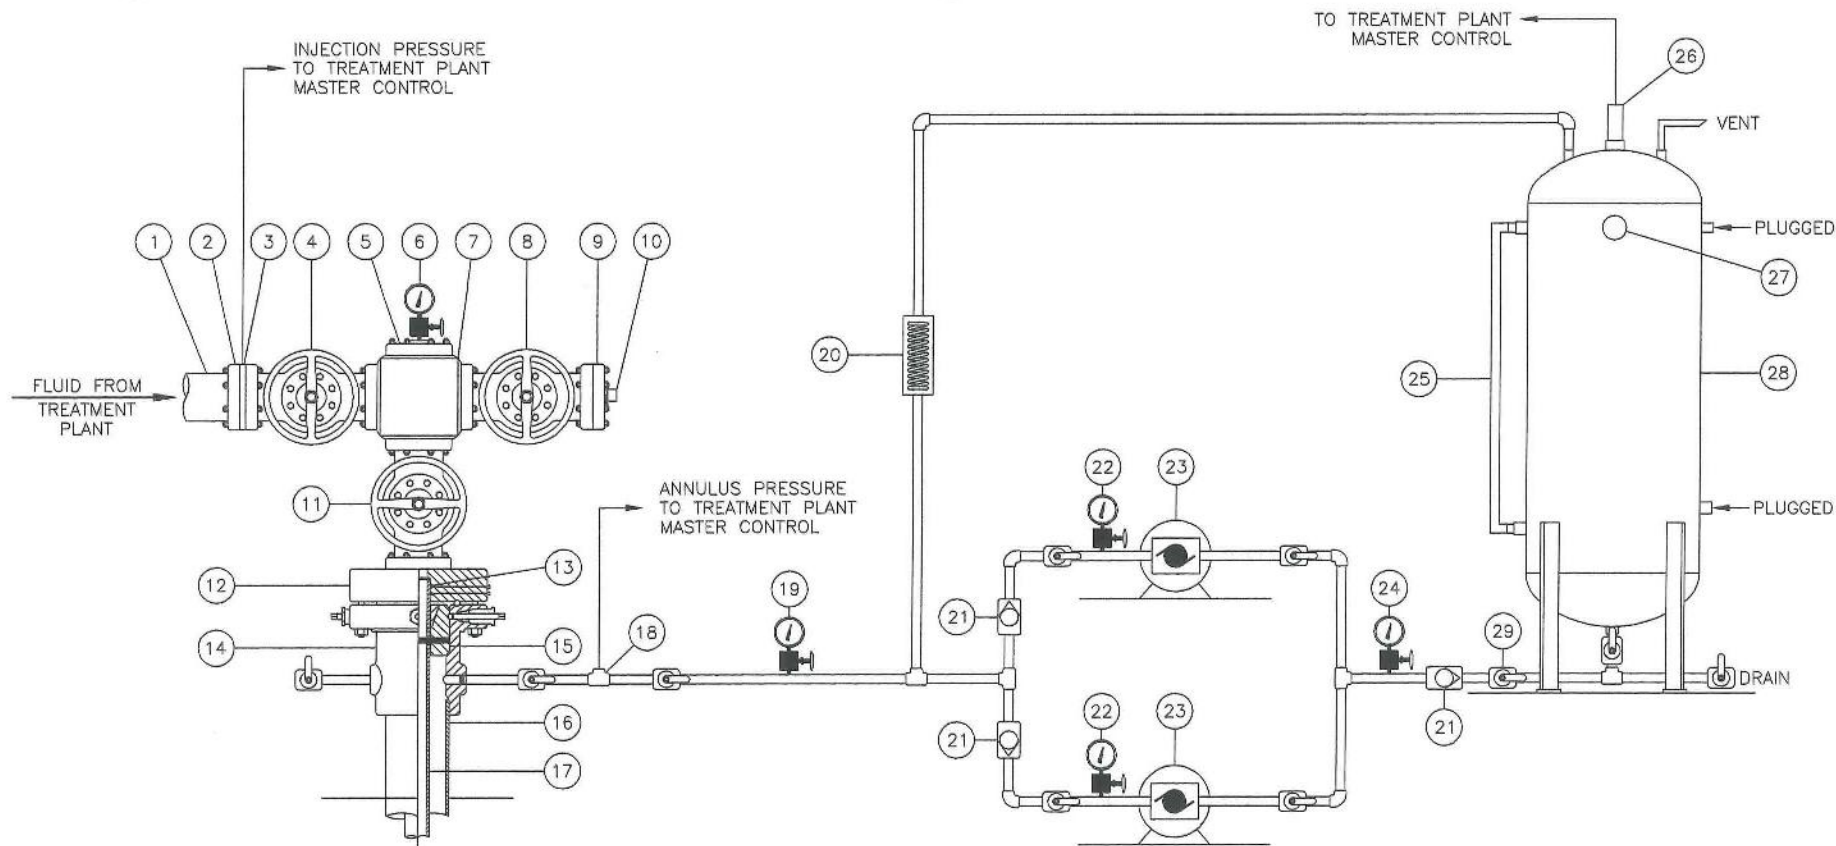 TO TREATMENT PLANT
MASTER CONTROL
INJECTION PRESSURE
TO TREATMENT PLANT
MASTER CONTROL
26
VENT
1
2
3
4
5
6
7
8
9
10
PLUGGED
27
20
25
28
FLUID FROM
TREATMENT
PLANT
11
ANNULUS PRESSURE
TO TREATMENT PLANT
MASTER CONTROL
22
23
PLUGGED
12
13
19
21
24
14
15
18
29
DRAIN
16
21
22
23
21
17